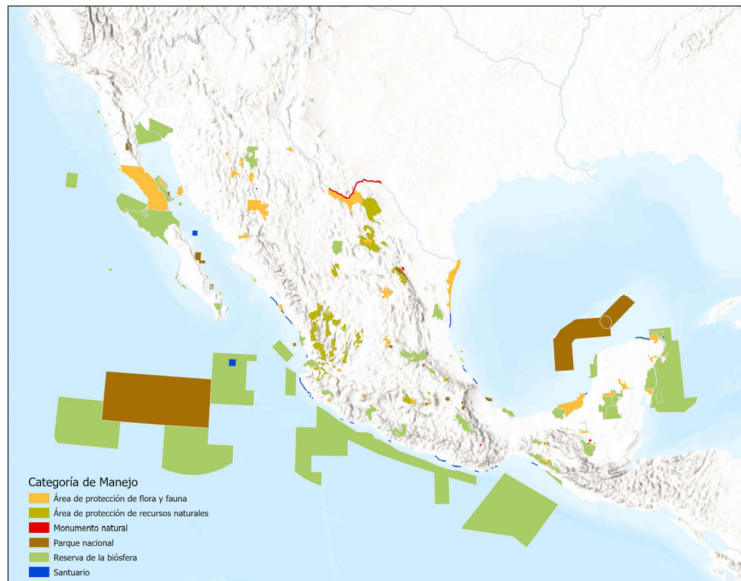 Categoría de Manejo
Área de protección de flora y fauna
Área de protección de recursos naturales
Monumento natural
Parque nacional
Reserva de la biósfera
Santuario